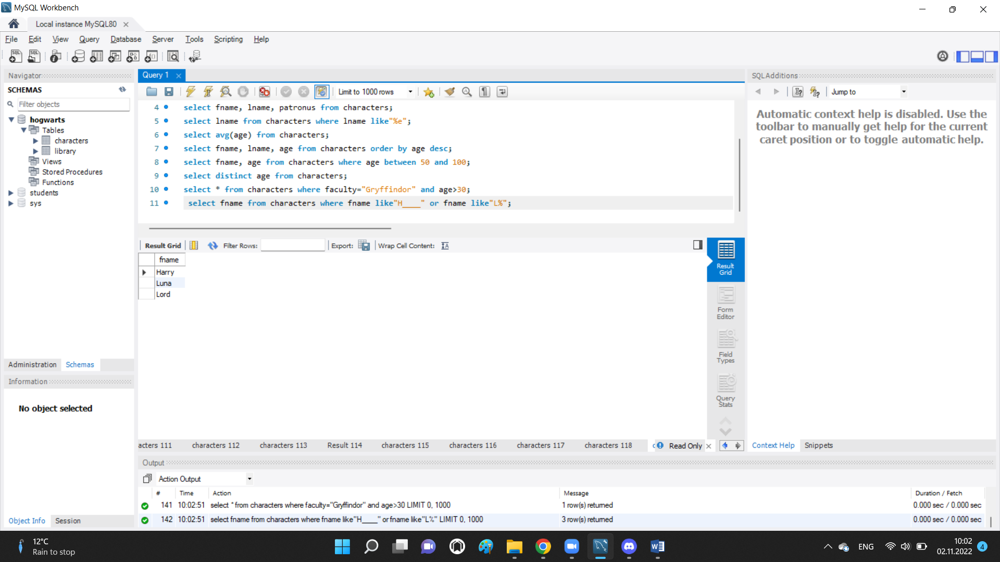 MySQL Workbench
Local instance MySQL80
File Edit View Query Database Server Tools Scripting Help
Navigator
SCHEMAS
Filter objects
hogwarts
Tables
characters
library
Views
Stored Procedures
Functions
students
sys
Administration Schemas
Information
No object selected
Object Info Session
Query 1
Limit to 1000 rows
4 select fname, lname, patronus from characters;
5 select lname from characters where lname like"%e";
6 select avg(age) from characters;
7 select fname, lname, age from characters order by age desc;
8 select fname, age from characters where age between 50 and 100;
9 select distinct age from characters;
10 select * from characters where faculty="Gryffindor" and age>30;
11 select fname from characters where fname like"H____" or fname like"L%";
Result Grid Filter Rows: Export: Wrap Cell Content:
fname
Harry
Luna
Lord
Result Grid
Form Editor
Field Types
Query Stats
acters 111 characters 112 characters 113 Result 114 characters 115 characters 116 characters 117 characters 118 Read Only
SQLAdditions
Jump to
Automatic context help is disabled. Use the
toolbar to manually get help for the current
caret position or to toggle automatic help.
Context Help Snippets
Output
Action Output
# Time Action Message Duration / Fetch
141 10:02:51 select * from characters where faculty="Gryffindor" and age>30 LIMIT 0, 1000 1 row(s) returned 0.000 sec / 0.000 sec
142 10:02:51 select fname from characters where fname like"H____" or fname like"L%" LIMIT 0, 1000 3 row(s) returned 0.000 sec / 0.000 sec
12°C
Rain to stop
ENG
10:02
02.11.2022
4